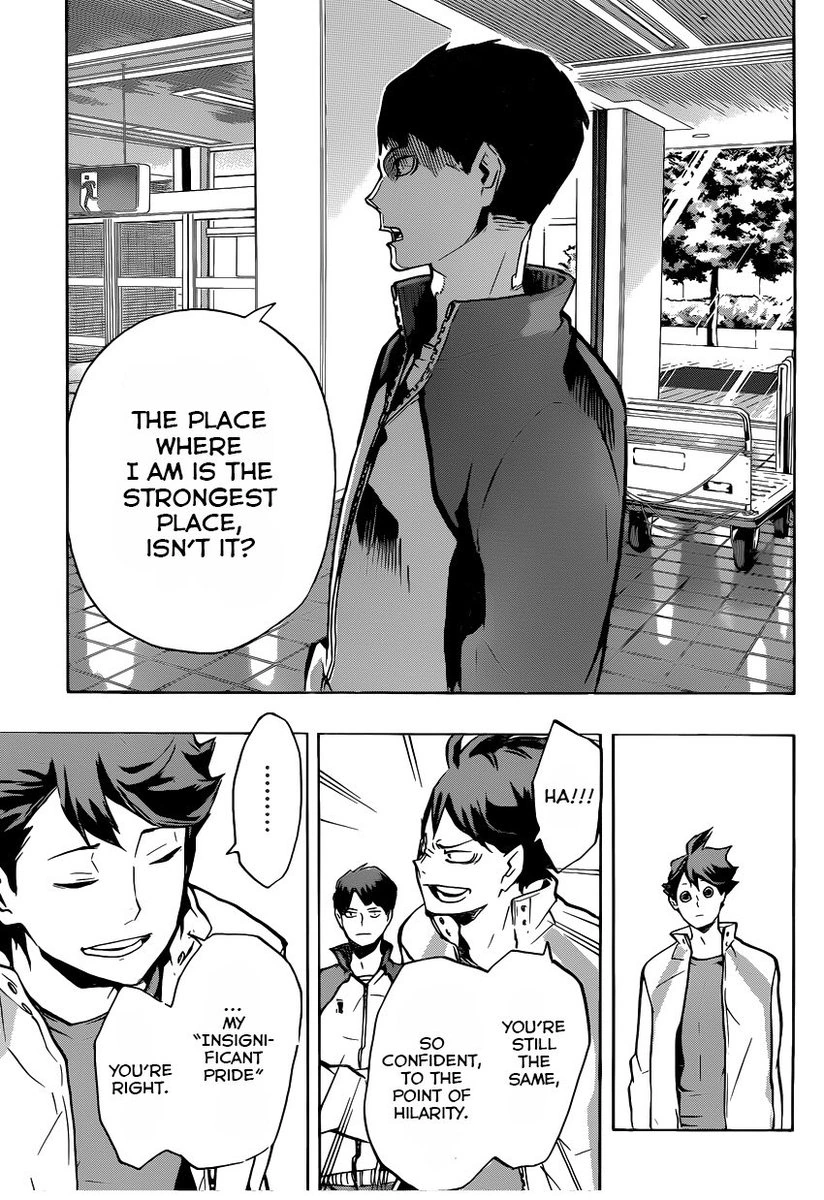 THE PLACE
WHERE
I AM IS THE
STRONGEST
PLACE,
ISN'T IT?
HA!!!
YOU'RE
STILL
THE
SAME,
SO
CONFIDENT,
TO THE
POINT OF
HILARITY.
.........
...
MY
"INSIGNI-
FICANT
PRIDE"
YOU'RE
RIGHT.